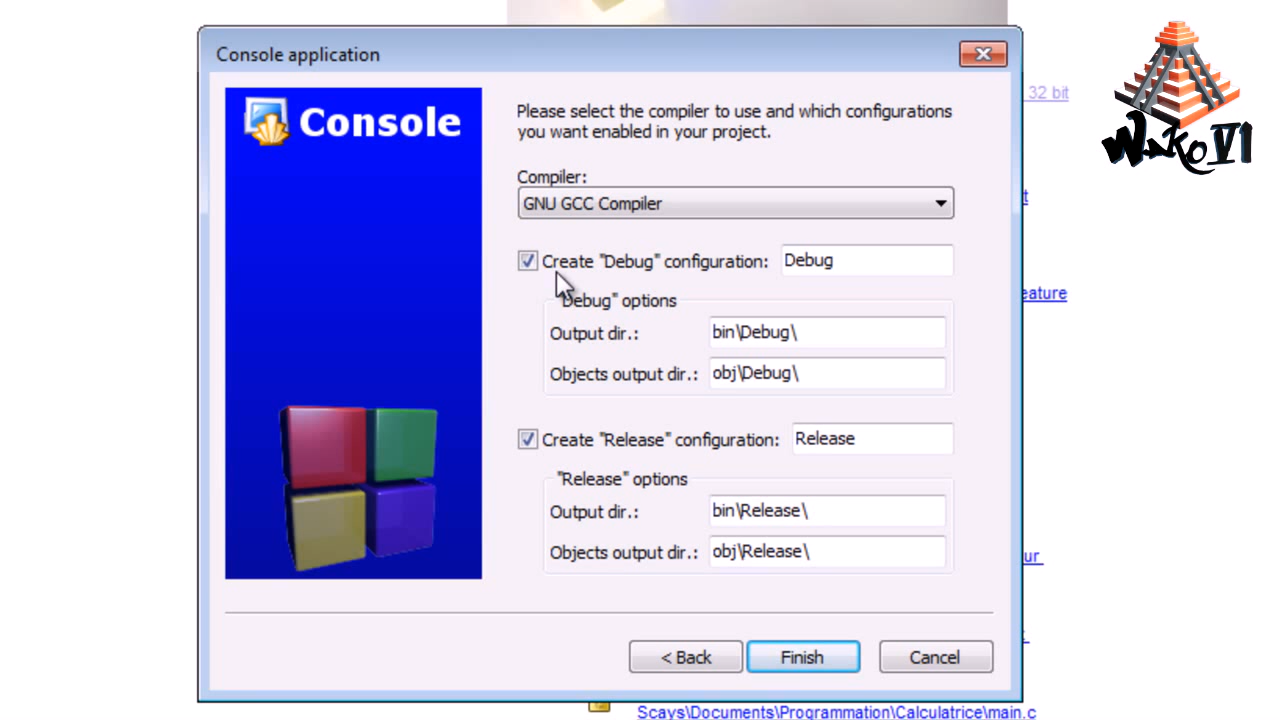 Console application
32 bit
Console
Please select the compiler to use and which configurations
you want enabled in your project.
WakoVI
Compiler:
GNU GCC Compiler
t
Create "Debug" configuration: Debug
eature
"Debug" options
Output dir.: bin\Debug\
Objects output dir.: obj\Debug\
Create "Release" configuration: Release
"Release" options
Output dir.: bin\Release\
Objects output dir.: obj\Release\
ur
< Back Finish Cancel
Scays\Documents\Programmation\Calculatrice\main.c